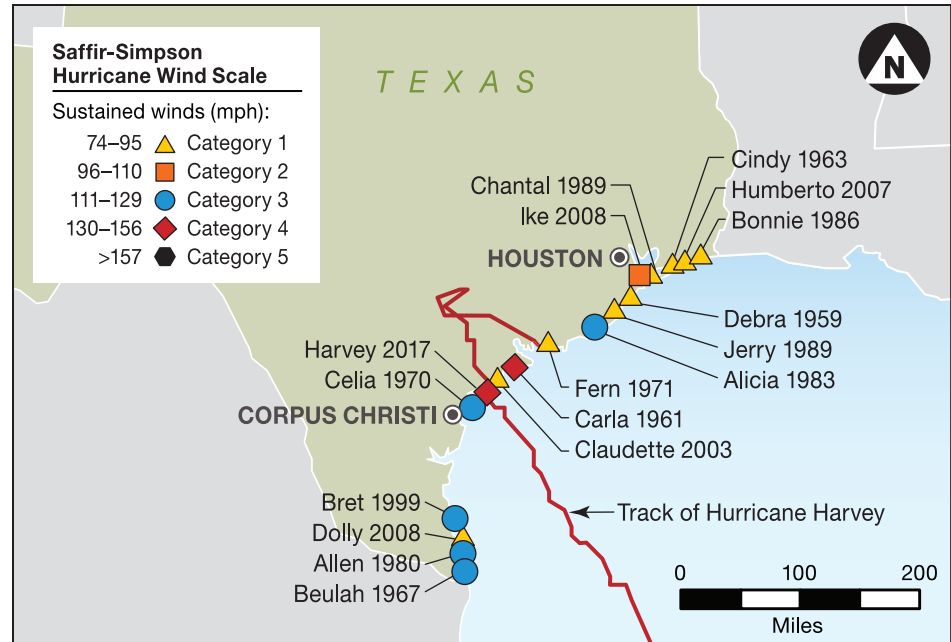 Saffir-Simpson
Hurricane Wind Scale
Sustained winds (mph):
74–95 Category 1
96–110 Category 2
111–129 Category 3
130–156 Category 4
>157 Category 5
TEXAS
N
Cindy 1963
Humberto 2007
Bonnie 1986
Chantal 1989
Ike 2008
HOUSTON
Debra 1959
Jerry 1989
Alicia 1983
Harvey 2017
Celia 1970
CORPUS CHRISTI
Fern 1971
Carla 1961
Claudette 2003
Bret 1999
Dolly 2008
Allen 1980
Beulah 1967
Track of Hurricane Harvey
0 100 200
Miles